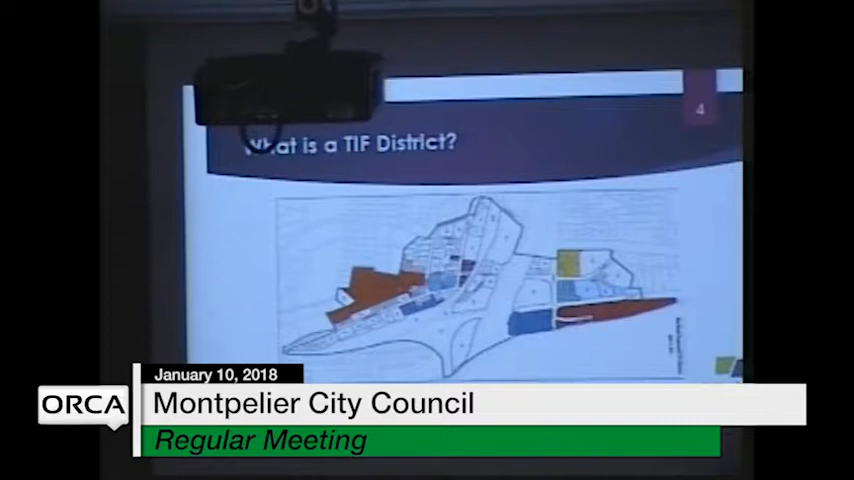 4
What is a TIF District?
January 10, 2018
ORCA
Montpelier City Council
Regular Meeting